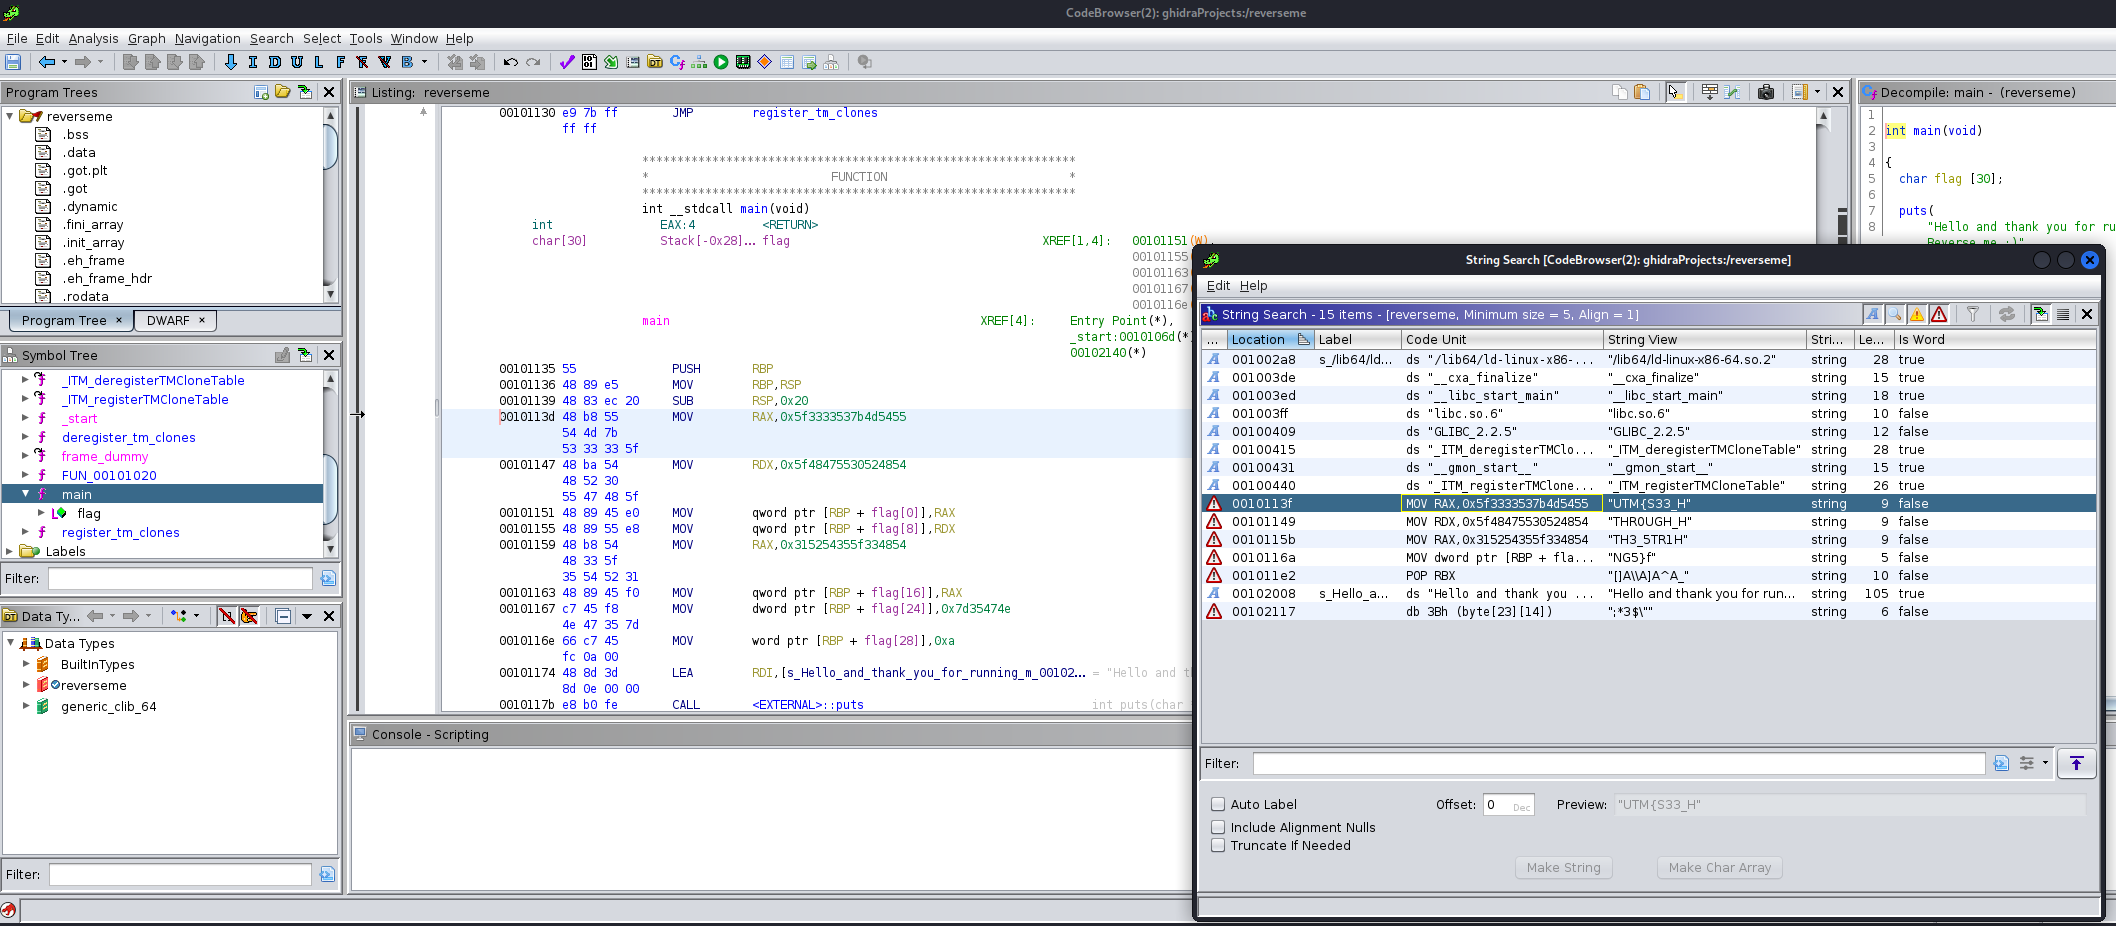 CodeBrowser(2): ghidraProjects:/reverseme
File Edit Analysis Graph Navigation Search Select Tools Window Help
I D U L F F V B
Program Trees
reverseme
.bss
.data
.got.plt
.got
.dynamic
.fini_array
.init_array
.eh_frame
.eh_frame_hdr
.rodata
Program Tree × DWARF ×
Symbol Tree
_ITM_deregisterTMCloneTable
_ITM_registerTMCloneTable
_start
deregister_tm_clones
frame_dummy
FUN_00101020
main
flag
register_tm_clones
Labels
Filter:
Data Ty...
Data Types
BuiltInTypes
reverseme
generic_clib_64
Filter:
Listing: reverseme
00101130 e9 7b ff JMP register_tm_clones
ff ff
**************************************************************
* FUNCTION *
**************************************************************
int __stdcall main(void)
int EAX:4 <RETURN>
char[30] Stack[-0x28]... flag XREF[1,4]: 00101151(W),
00101155
00101163
00101167
0010116e
main XREF[4]: Entry Point(*),
_start:0010106d(*
00102140(*)
00101135 55 PUSH RBP
00101136 48 89 e5 MOV RBP,RSP
00101139 48 83 ec 20 SUB RSP,0x20
0010113d 48 b8 55 MOV RAX,0x5f3333537b4d5455
54 4d 7b
53 33 33 5f
00101147 48 ba 54 MOV RDX,0x5f48475530524854
48 52 30
55 47 48 5f
00101151 48 89 45 e0 MOV qword ptr [RBP + flag[0]],RAX
00101155 48 89 55 e8 MOV qword ptr [RBP + flag[8]],RDX
00101159 48 b8 54 MOV RAX,0x315254355f334854
48 33 5f
35 54 52 31
00101163 48 89 45 f0 MOV qword ptr [RBP + flag[16]],RAX
00101167 c7 45 f8 MOV dword ptr [RBP + flag[24]],0x7d35474e
4e 47 35 7d
0010116e 66 c7 45 MOV word ptr [RBP + flag[28]],0xa
fc 0a 00
00101174 48 8d 3d LEA RDI,[s_Hello_and_thank_you_for_running_m_00102... = "Hello and t
8d 0e 00 00
0010117b e8 b0 fe CALL <EXTERNAL>::puts int puts(char
Console - Scripting
Decompile: main - (reverseme)
1
2 int main(void)
3
4 {
5 char flag [30];
6
7 puts(
8 "Hello and thank you for ru
Reverse me :)"
String Search [CodeBrowser(2): ghidraProjects:/reverseme]
Edit Help
String Search - 15 items - [reverseme, Minimum size = 5, Align = 1]
... Location Label Code Unit String View Stri... Le... Is Word
A 001002a8 s_/lib64/ld... ds "/lib64/ld-linux-x86-... "/lib64/ld-linux-x86-64.so.2" string 28 true
A 001003de ds "__cxa_finalize" "__cxa_finalize" string 15 true
A 001003ed ds "__libc_start_main" "__libc_start_main" string 18 true
A 001003ff ds "libc.so.6" "libc.so.6" string 10 false
A 00100409 ds "GLIBC_2.2.5" "GLIBC_2.2.5" string 12 false
A 00100415 ds "_ITM_deregisterTMClo... "_ITM_deregisterTMCloneTable" string 28 true
A 00100431 ds "__gmon_start__" "__gmon_start__" string 15 true
A 00100440 ds "_ITM_registerTMClone... "_ITM_registerTMCloneTable" string 26 true
0010113f MOV RAX,0x5f3333537b4d5455 "UTM{S33_H" string 9 false
00101149 MOV RDX,0x5f48475530524854 "THR0UGH_H" string 9 false
0010115b MOV RAX,0x315254355f334854 "TH3_5TR1H" string 9 false
0010116a MOV dword ptr [RBP + fla... "NG5}f" string 5 false
001011e2 POP RBX "[]A\\A]A^A_" string 10 false
A 00102008 s_Hello_a... ds "Hello and thank you ... "Hello and thank you for run... string 105 true
00102117 db 3Bh (byte[23][14]) ";*3$\"" string 6 false
Filter:
Auto Label Offset: 0 Dec Preview: "UTM{S33_H"
Include Alignment Nulls
Truncate If Needed
Make String Make Char Array